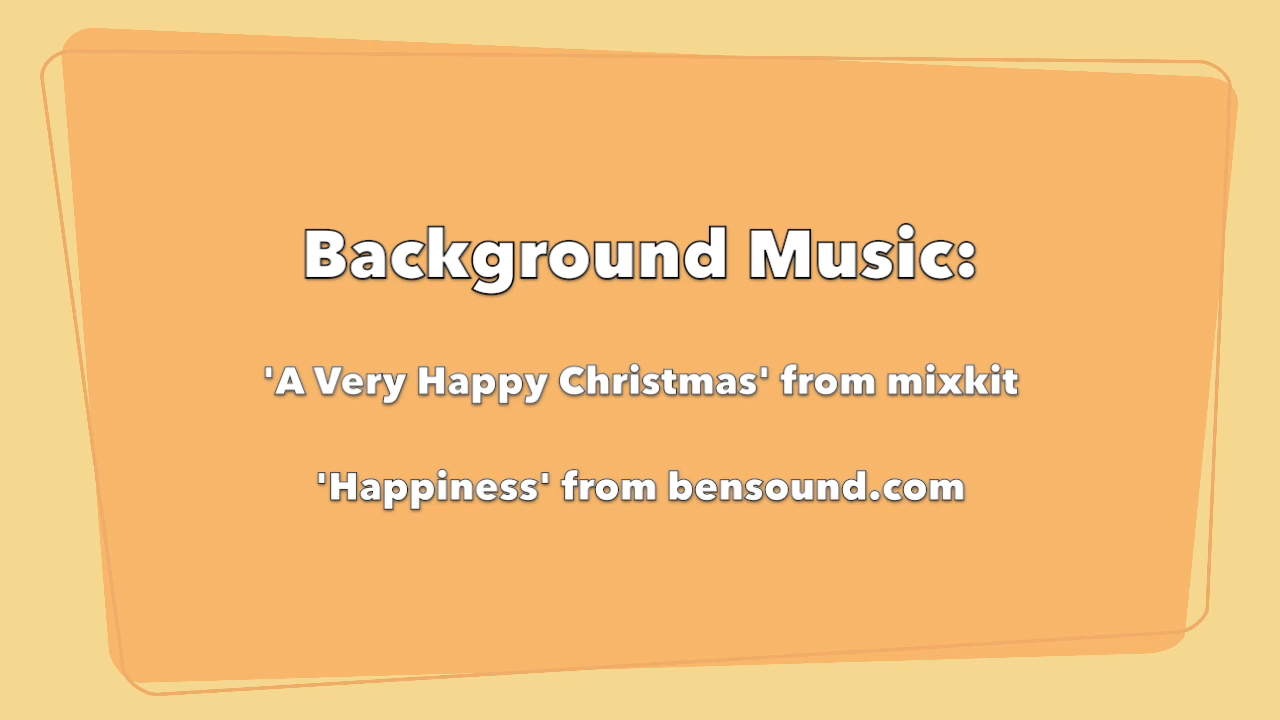 Background Music:
'A Very Happy Christmas' from mixkit
'Happiness' from bensound.com